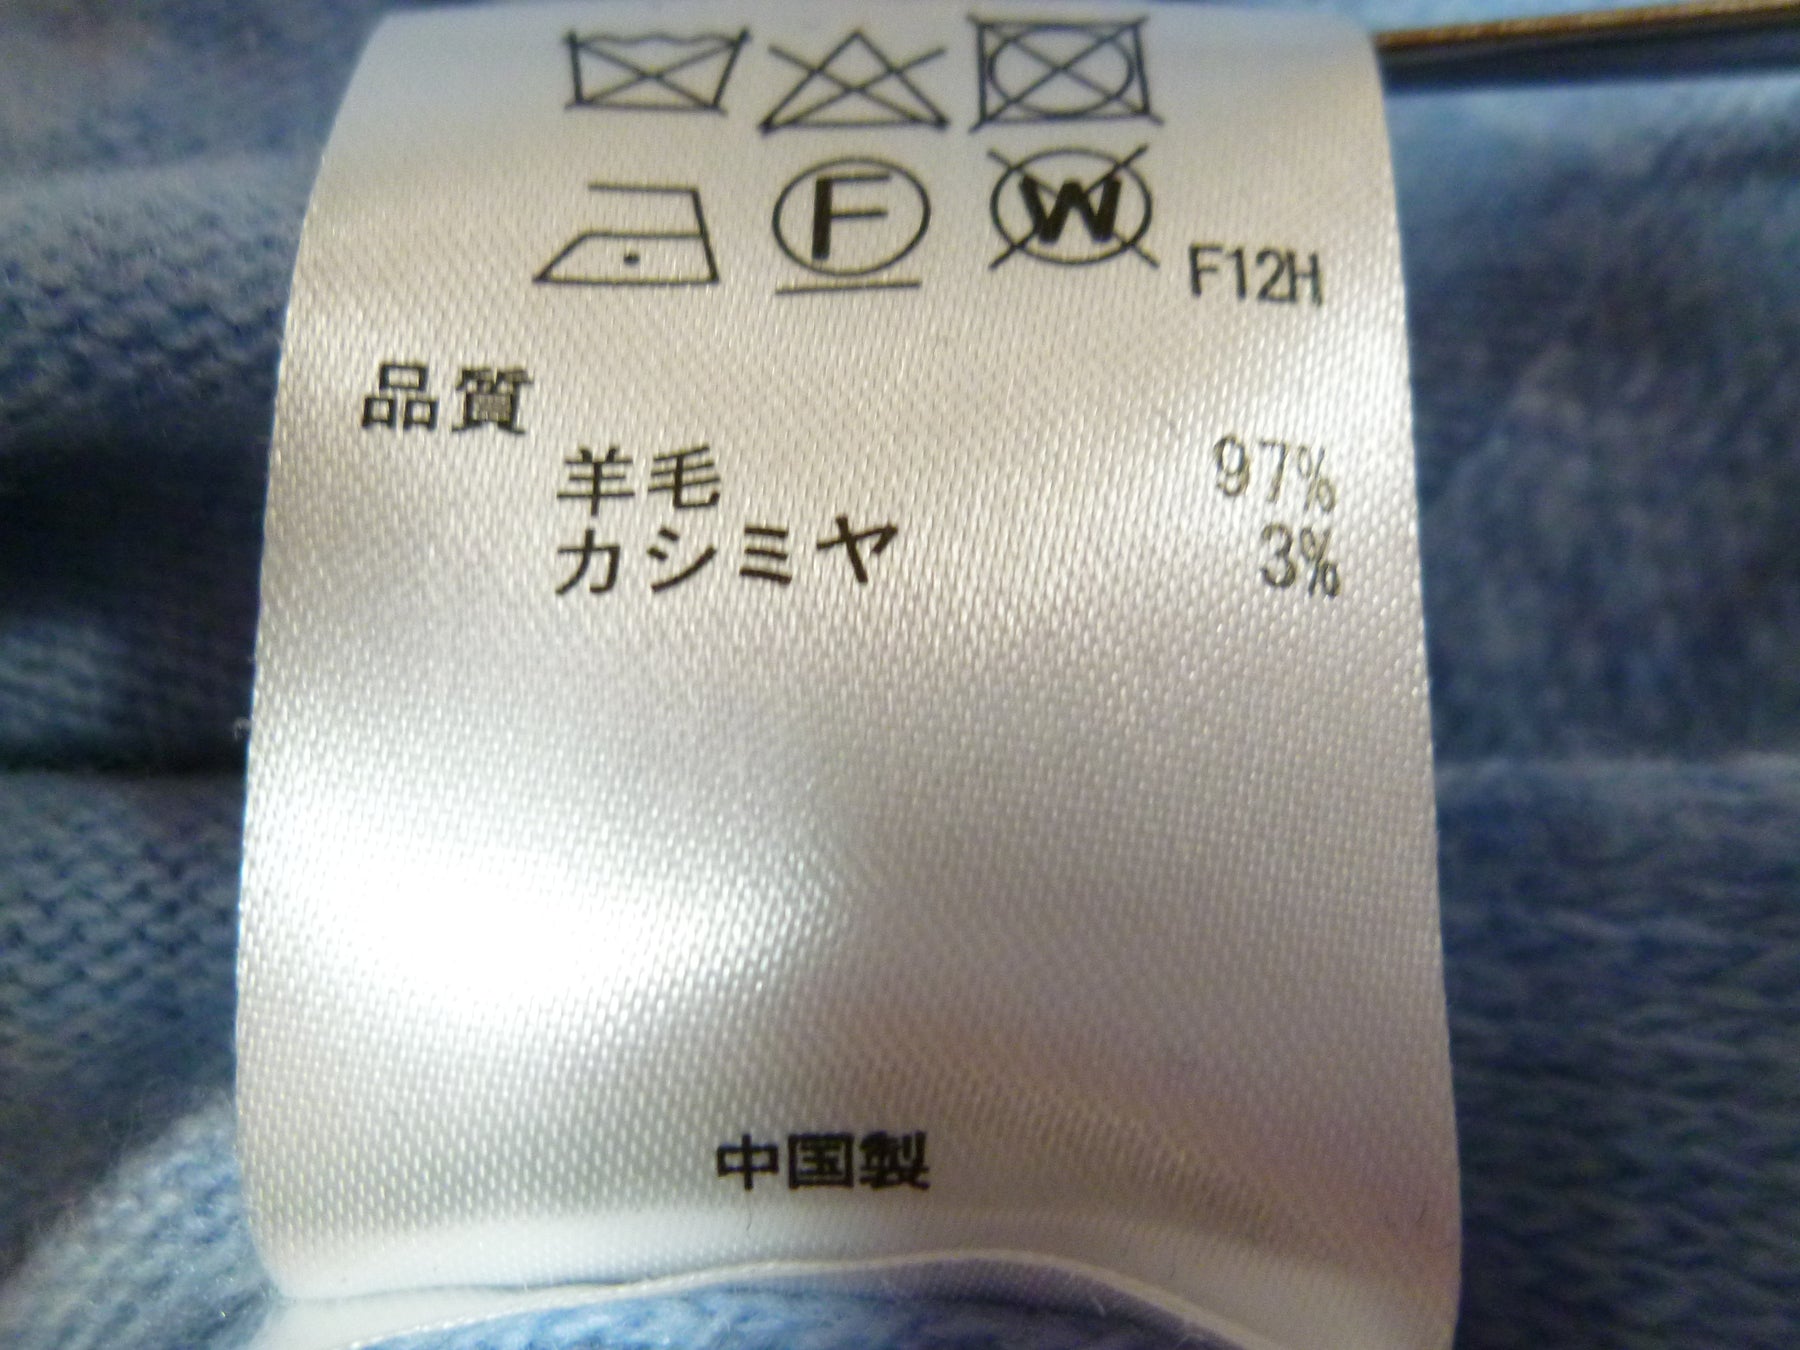 F
W
F12H
品質
羊毛 97%
カシミヤ 3%
中国製